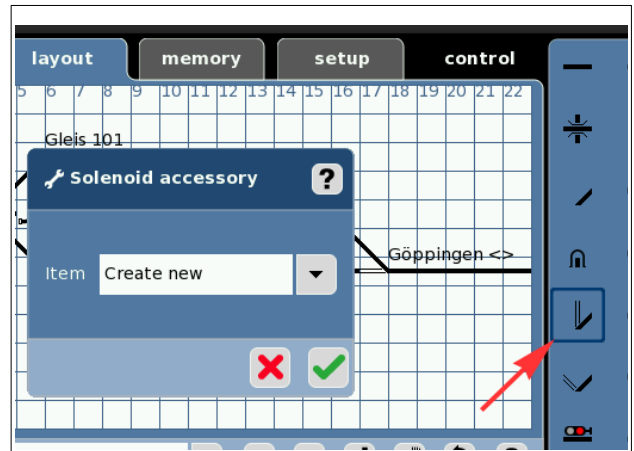 layout memory setup control
5 6 7 8 9 10 11 12 13 14 15 16 17 18 19 20 21 22
Gleis 101
Solenoid accessory ?
Göppingen <>
Item Create new